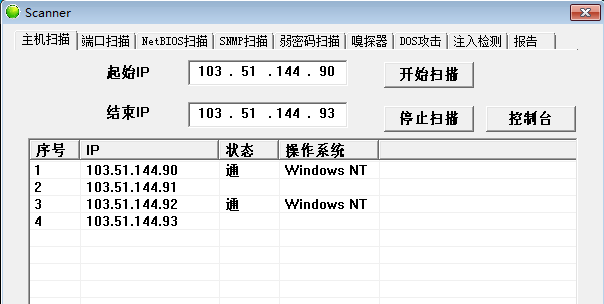 Scanner
主机扫描 端口扫描 NetBIOS扫描 SNMP扫描 弱密码扫描 嗅探器 DOS攻击 注入检测 报告
起始IP 103 . 51 . 144 . 90 开始扫描
结束IP 103 . 51 . 144 . 93 停止扫描 控制台
序号 IP 状态 操作系统
1 103.51.144.90 通 Windows NT
2 103.51.144.91
3 103.51.144.92 通 Windows NT
4 103.51.144.93